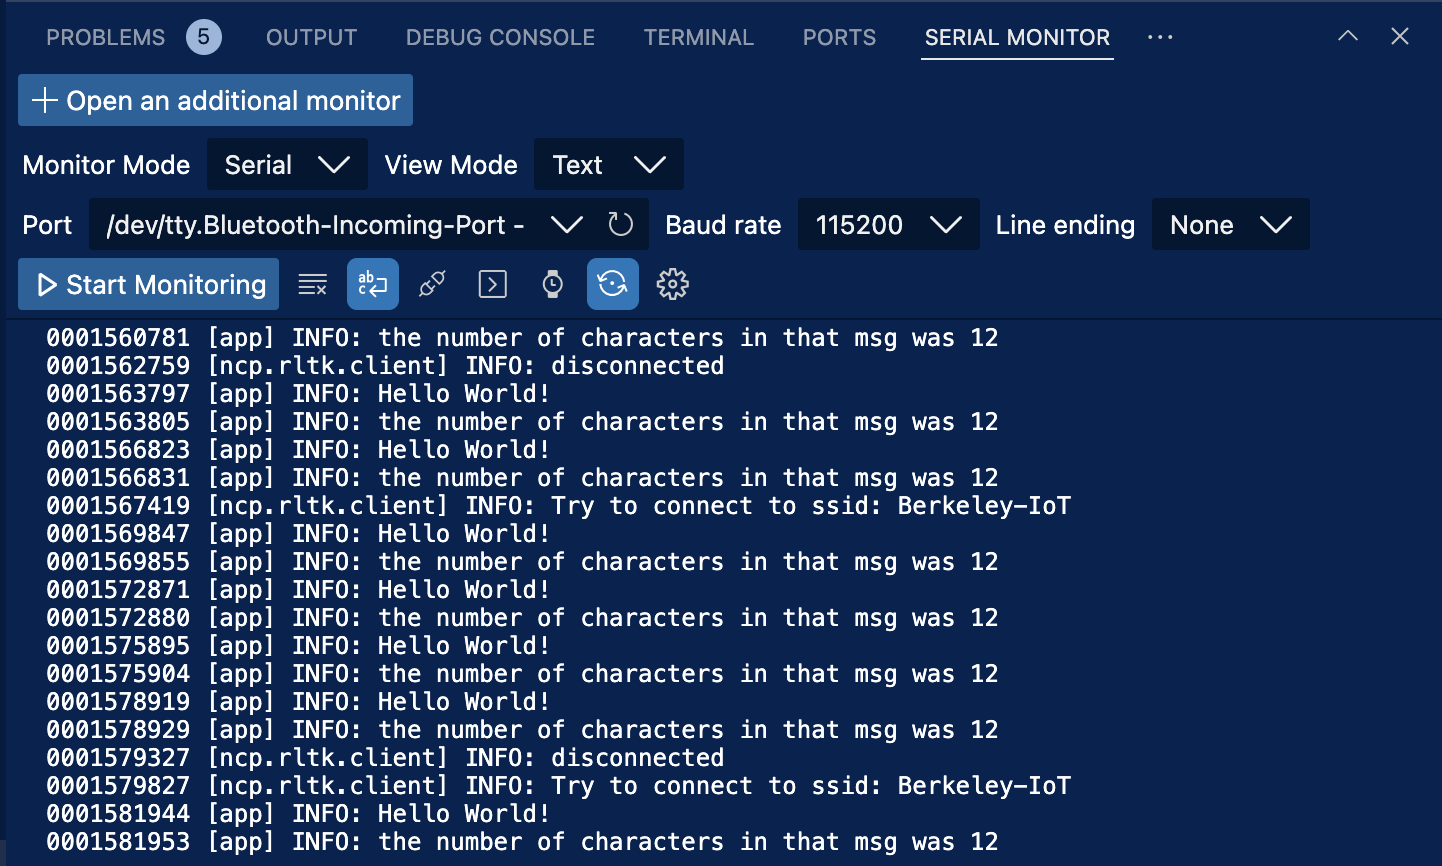 PROBLEMS 5 OUTPUT DEBUG CONSOLE TERMINAL PORTS SERIAL MONITOR ···
Open an additional monitor
Monitor Mode Serial View Mode Text
Port /dev/tty.Bluetooth-Incoming-Port - Baud rate 115200 Line ending None
Start Monitoring
0001560781 [app] INFO: the number of characters in that msg was 12
0001562759 [ncp.rltk.client] INFO: disconnected
0001563797 [app] INFO: Hello World!
0001563805 [app] INFO: the number of characters in that msg was 12
0001566823 [app] INFO: Hello World!
0001566831 [app] INFO: the number of characters in that msg was 12
0001567419 [ncp.rltk.client] INFO: Try to connect to ssid: Berkeley-IoT
0001569847 [app] INFO: Hello World!
0001569855 [app] INFO: the number of characters in that msg was 12
0001572871 [app] INFO: Hello World!
0001572880 [app] INFO: the number of characters in that msg was 12
0001575895 [app] INFO: Hello World!
0001575904 [app] INFO: the number of characters in that msg was 12
0001578919 [app] INFO: Hello World!
0001578929 [app] INFO: the number of characters in that msg was 12
0001579327 [ncp.rltk.client] INFO: disconnected
0001579827 [ncp.rltk.client] INFO: Try to connect to ssid: Berkeley-IoT
0001581944 [app] INFO: Hello World!
0001581953 [app] INFO: the number of characters in that msg was 12